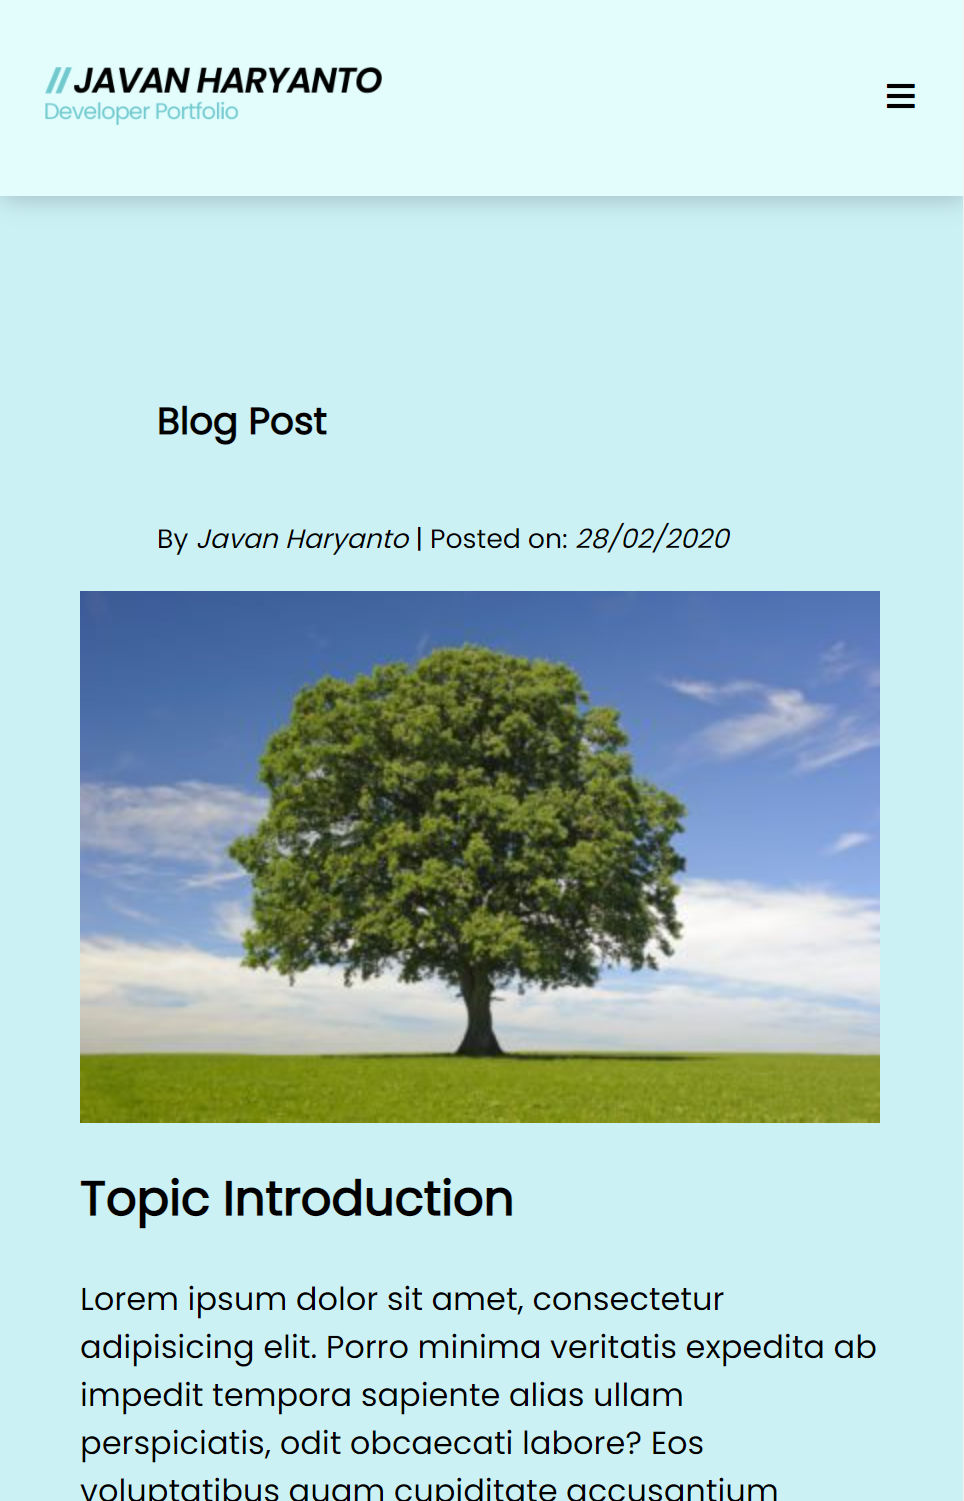 // JAVAN HARYANTO
Developer Portfolio
Blog Post
By Javan Haryanto | Posted on: 28/02/2020
Topic Introduction
Lorem ipsum dolor sit amet, consectetur
adipisicing elit. Porro minima veritatis expedita ab
impedit tempora sapiente alias ullam
perspiciatis, odit obcaecati labore? Eos
voluptatibus quam cupiditate accusantium